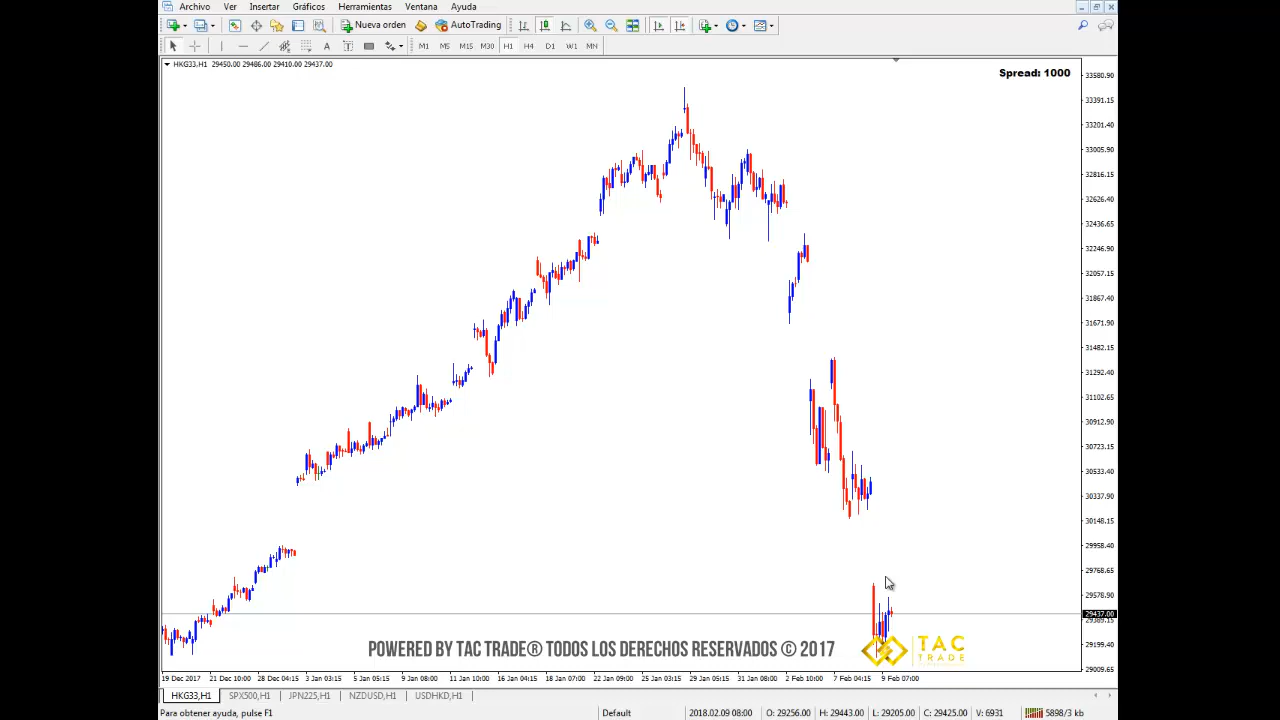 Archivo Ver Insertar Gráficos Herramientas Ventana Ayuda
Nueva orden AutoTrading
A T M1 M5 M15 M30 H1 H4 D1 W1 MN
HKG33,H1 29450.00 29486.00 29410.00 29437.00
Spread: 1000
33580.90
33391.15
33201.40
33005.90
32816.15
32626.40
32436.65
32246.90
32057.15
31867.40
31671.90
31482.15
31292.40
31102.65
30912.90
30723.15
30533.40
30337.90
30148.15
29958.40
29768.65
29578.90
29437.00
29389.15
29199.40
29009.65
POWERED BY TAC TRADE® TODOS LOS DERECHOS RESERVADOS © 2017
TAC
TRADE
19 Dec 2017 21 Dec 10:00 28 Dec 04:15 3 Jan 03:15 5 Jan 05:15 9 Jan 08:00 11 Jan 10:00 16 Jan 04:15 18 Jan 07:00 22 Jan 09:00 25 Jan 03:15 29 Jan 05:15 31 Jan 08:00 2 Feb 10:00 7 Feb 04:15 9 Feb 07:00
HKG33,H1 SPX500,H1 JPN225,H1 NZDUSD,H1 USDHKD,H1
Para obtener ayuda, pulse F1 Default 2018.02.09 08:00 O: 29256.00 H: 29443.00 L: 29205.00 C: 29425.00 V: 6931 5898/3 kb